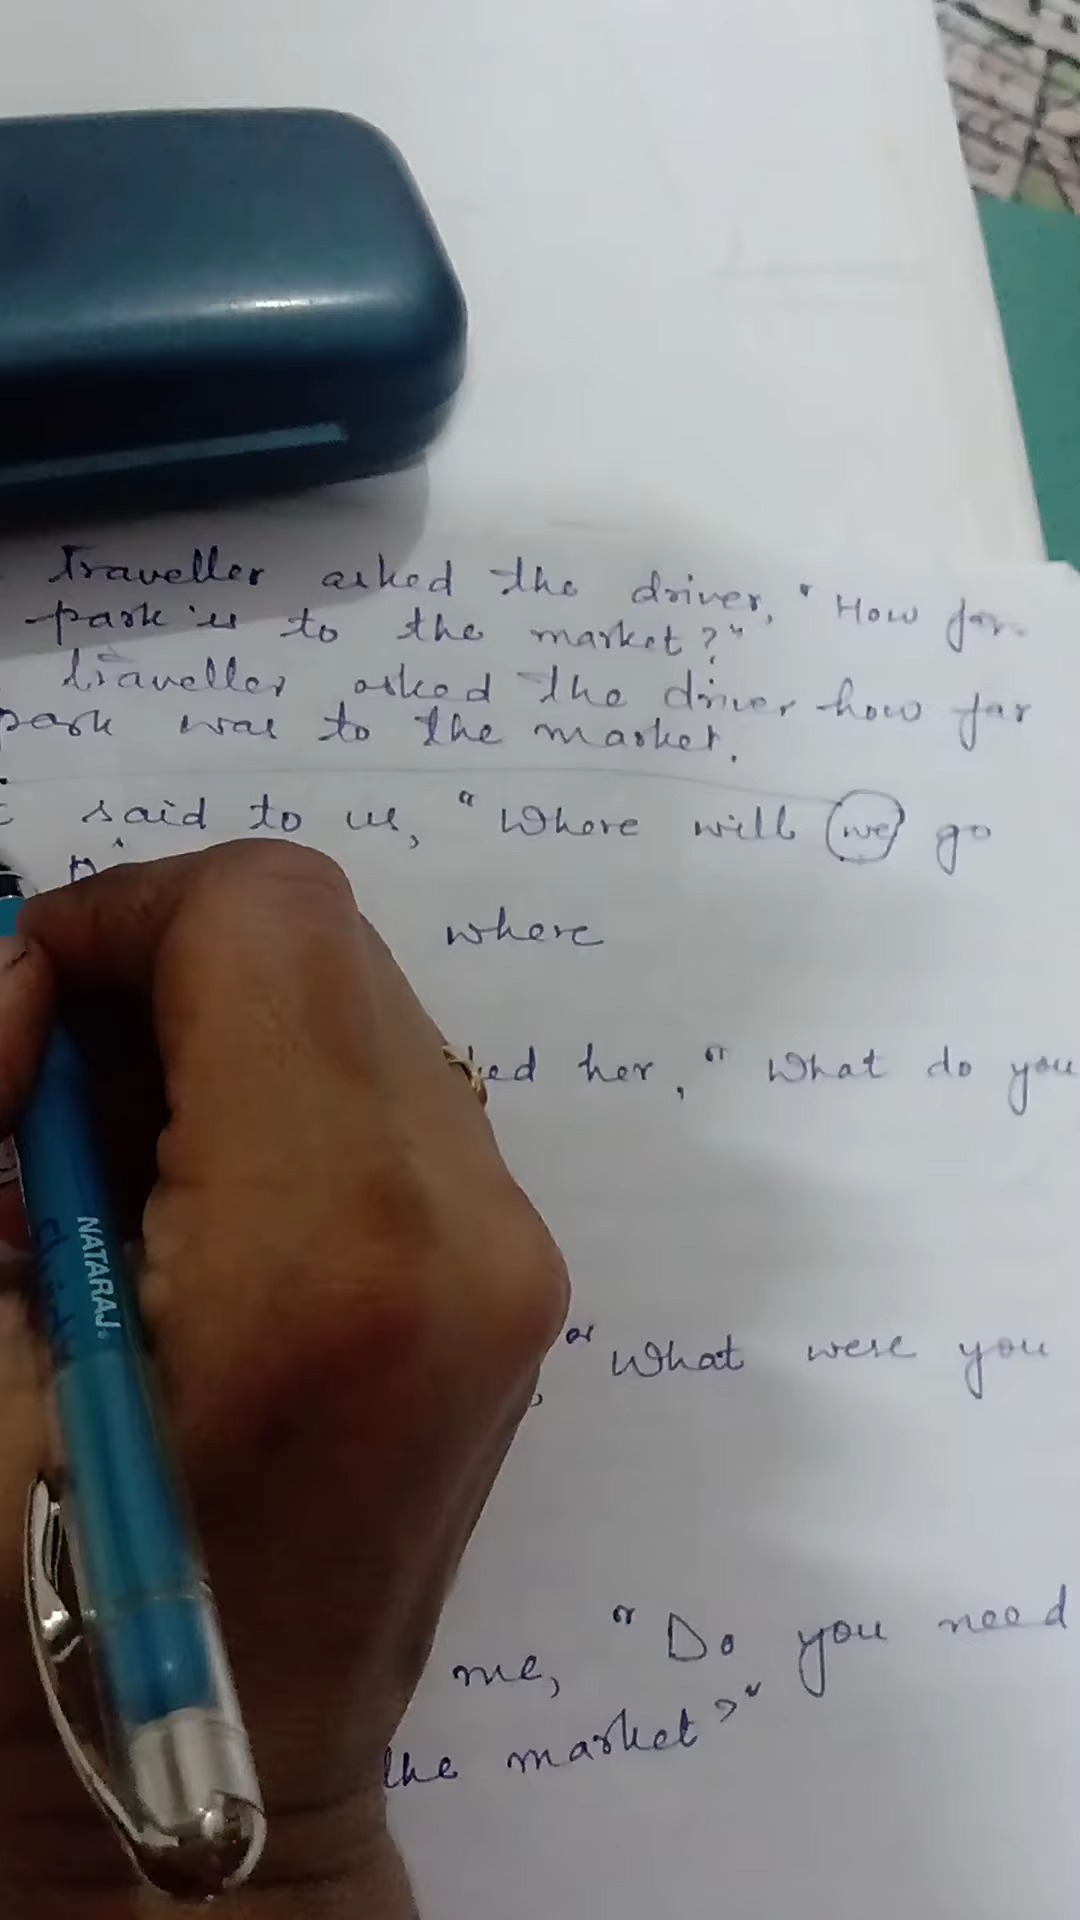 Traveller asked the driver, "How far
park is to the market?"
traveller asked the driver how far
park was to the market.
said to us, "Where will we go
where
her, "What do you
"What were you
me, "Do you need
the market?"
NATARAJ